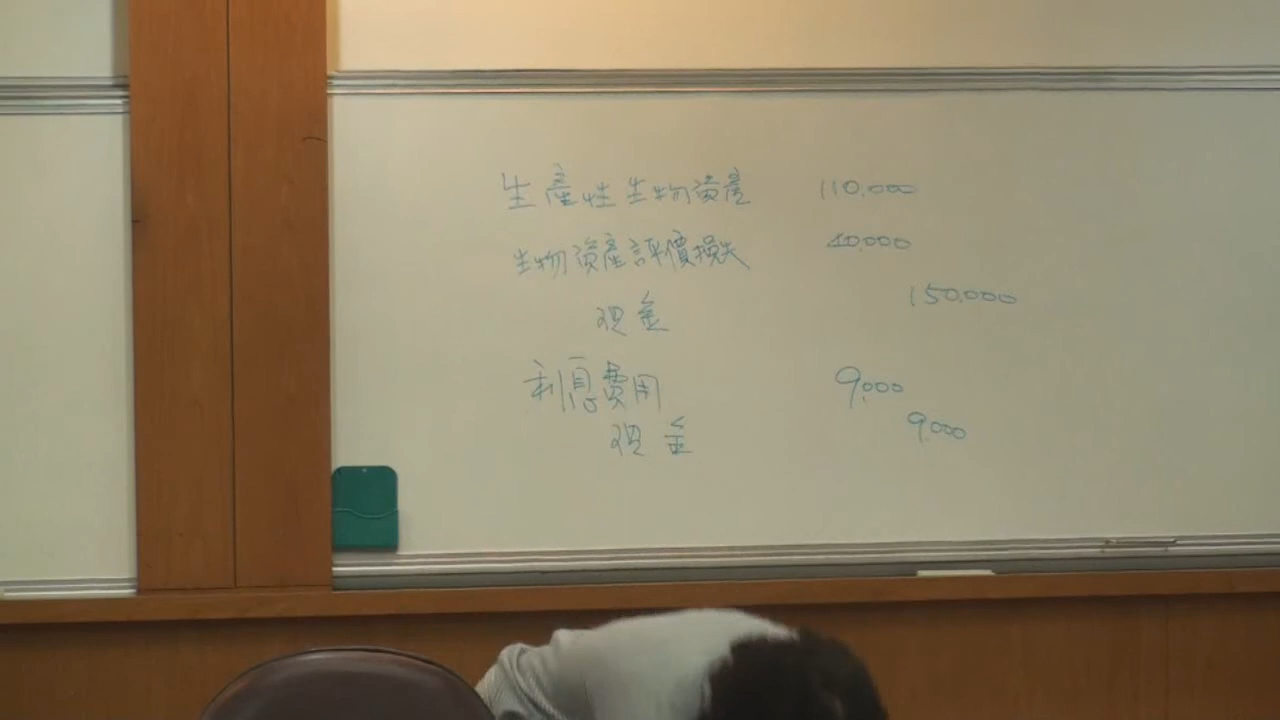 生產性生物資產 110,000
生物資產評價損失 40,000
現金 150,000
利息費用 9,000
現金 9,000